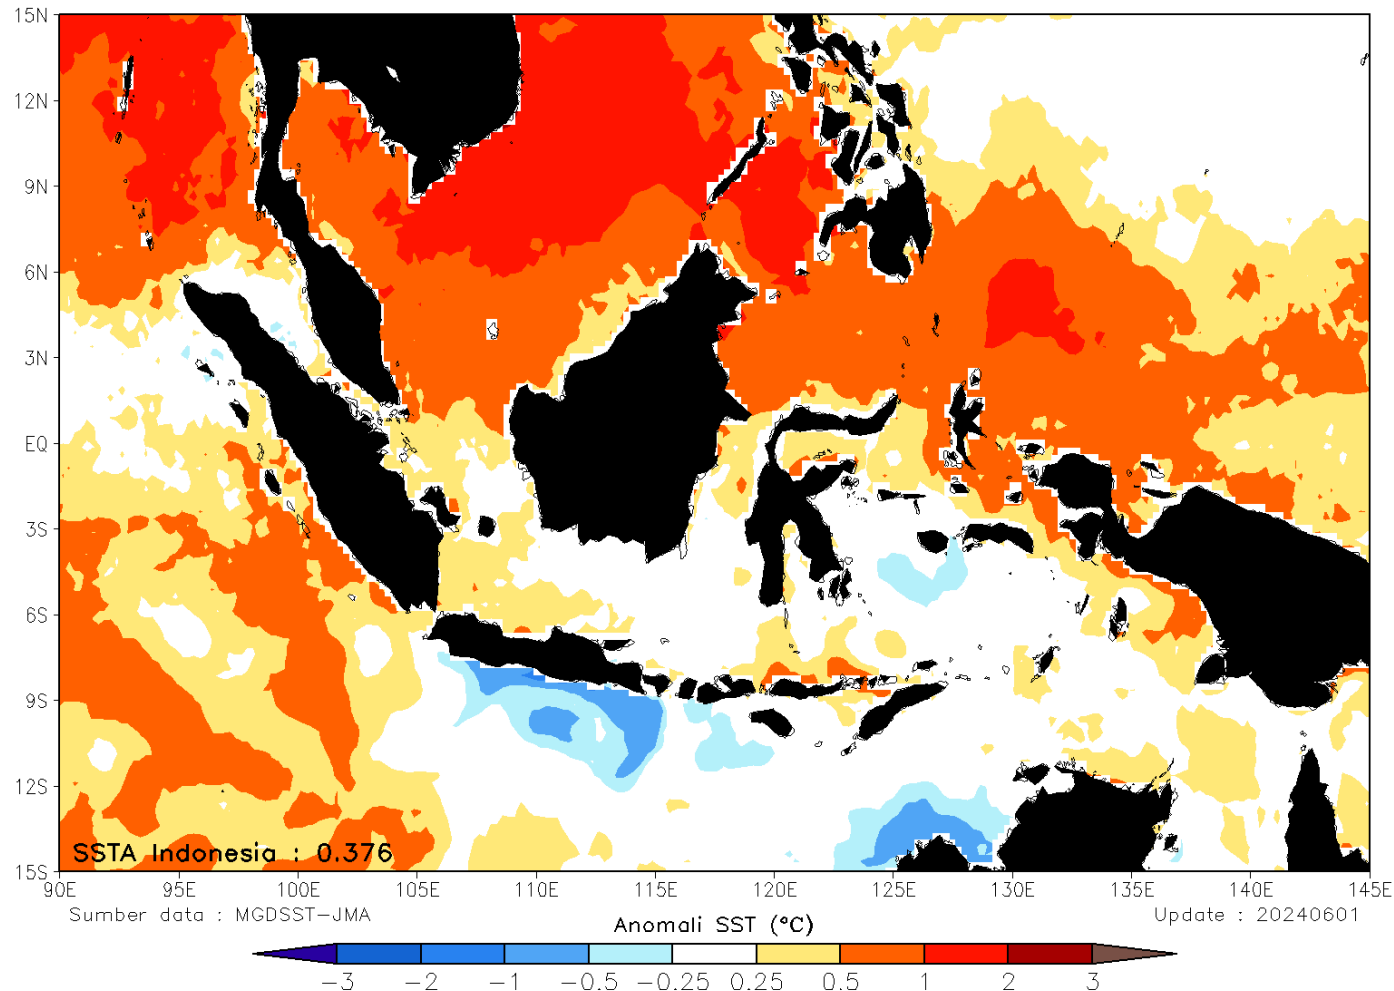 15N
12N
9N
6N
3N
EQ
3S
6S
9S
12S
15S
SSTA Indonesia : 0.376
90E 95E 100E 105E 110E 115E 120E 125E 130E 135E 140E 145E
Sumber data : MGDSST-JMA
Update : 20240601
Anomali SST (°C)
-3 -2 -1 -0.5 -0.25 0.25 0.5 1 2 3